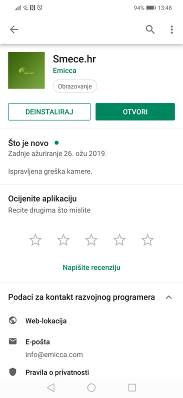 94% 13:48
Smece.hr
Emicca
Obrazovanje
DEINSTALIRAJ
OTVORI
Što je novo
Zadnje ažuriranje 26. ožu 2019.
Ispravljena greška kamere.
Ocijenite aplikaciju
Recite drugima što mislite
Napišite recenziju
Podaci za kontakt razvojnog programera
Web-lokacija
E-pošta
info@emicca.com
Pravila o privatnosti